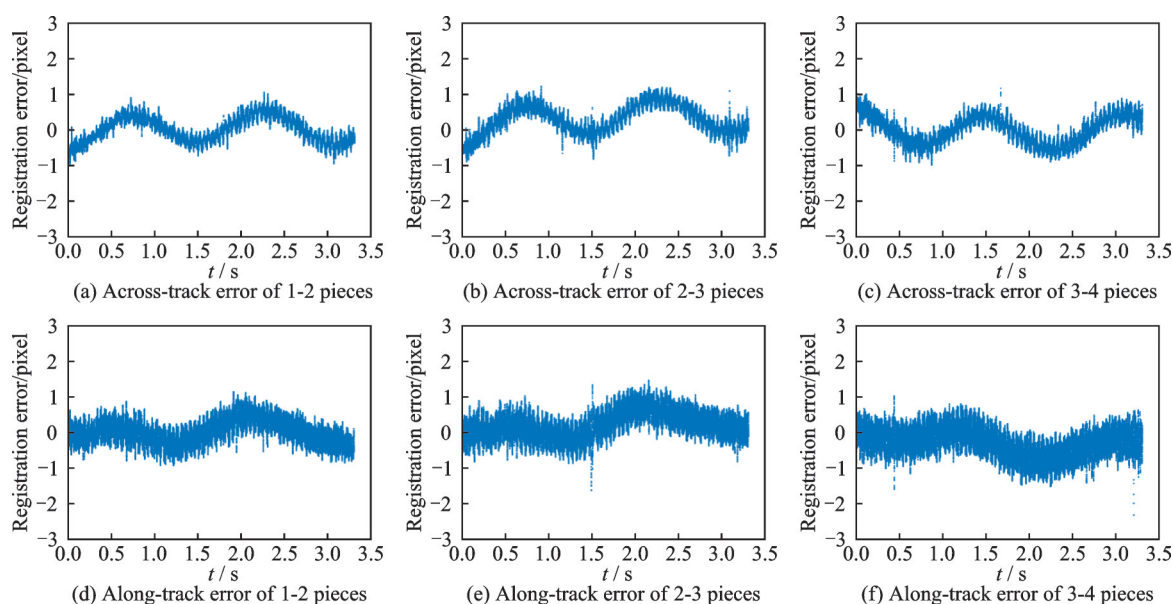 3
2
1
0
−1
−2
−3
Registration error/pixel
0.0 0.5 1.0 1.5 2.0 2.5 3.0 3.5
t / s
(a) Across-track error of 1-2 pieces
3
2
1
0
−1
−2
−3
Registration error/pixel
0.0 0.5 1.0 1.5 2.0 2.5 3.0 3.5
t / s
(b) Across-track error of 2-3 pieces
3
2
1
0
−1
−2
−3
Registration error/pixel
0.0 0.5 1.0 1.5 2.0 2.5 3.0 3.5
t / s
(c) Across-track error of 3-4 pieces
3
2
1
0
−1
−2
−3
Registration error/pixel
0.0 0.5 1.0 1.5 2.0 2.5 3.0 3.5
t / s
(d) Along-track error of 1-2 pieces
3
2
1
0
−1
−2
−3
Registration error/pixel
0.0 0.5 1.0 1.5 2.0 2.5 3.0 3.5
t / s
(e) Along-track error of 2-3 pieces
3
2
1
0
−1
−2
−3
Registration error/pixel
0.0 0.5 1.0 1.5 2.0 2.5 3.0 3.5
t / s
(f) Along-track error of 3-4 pieces